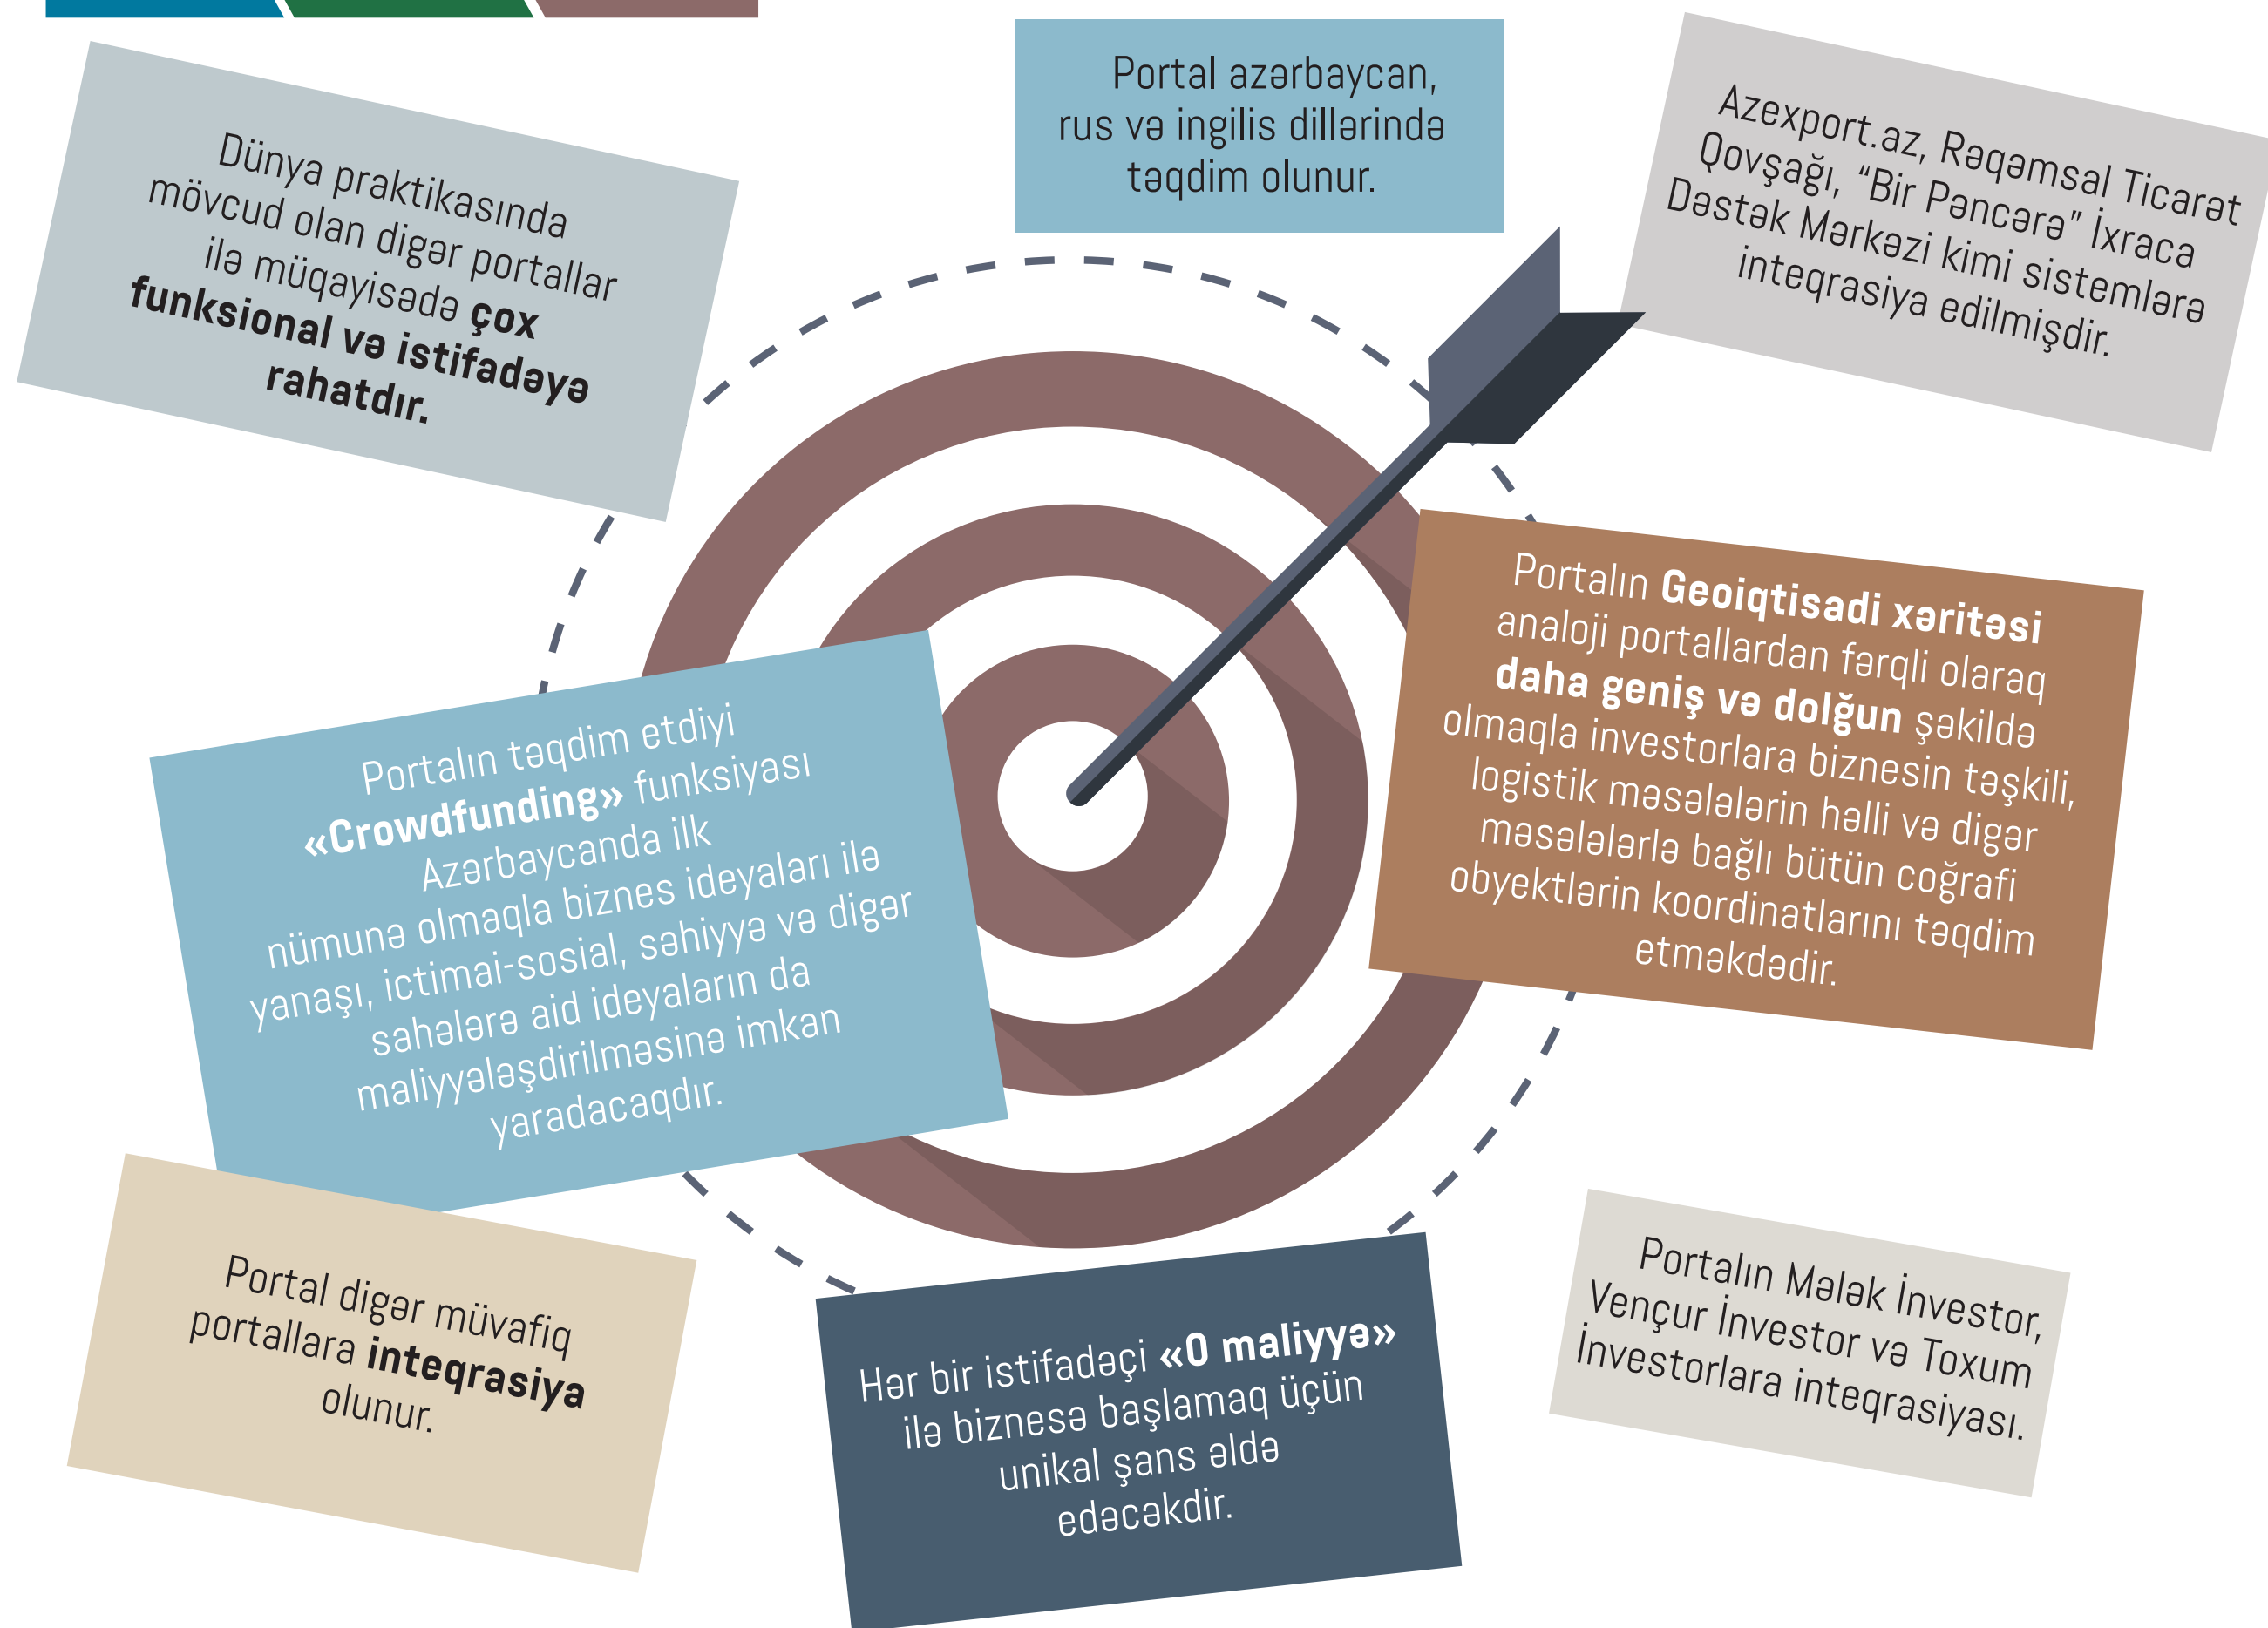 Portal azərbaycan,
rus və ingilis dillərində
təqdim olunur.
Dünya praktikasında
mövcud olan digər portallar
ilə müqayisədə çox
funksional və istifadəyə
rahatdır.
Azexport.az, Rəqəmsal Ticarət
Qovşağı, “Bir Pəncərə” İxraca
Dəstək Mərkəzi kimi sistemlərə
inteqrasiya edilmişdir.
Portalın Geoiqtisadi xəritəsi
analoji portallardan fərqli olaraq
daha geniş və dolğun şəkildə
olmaqla investorlara biznesin təşkili,
logistik məsələlərin həlli və digər
məsələlərlə bağlı bütün coğrafi
obyektlərin koordinatlarını təqdim
etməkdədir.
Portalın təqdim etdiyi
«Crowdfunding» funksiyası
Azərbaycanda ilk
nümunə olmaqla biznes ideyaları ilə
yanaşı, ictimai-sosial, səhiyyə və digər
sahələrə aid ideyaların da
maliyyələşdirilməsinə imkan
yaradacaqdır.
Portal digər müvafiq
portallara inteqrasiya
olunur.
Hər bir istifadəçi «0 maliyyə»
ilə biznesə başlamaq üçün
unikal şans əldə
edəcəkdir.
Portalın Mələk İnvestor,
Vençur İnvestor və Toxum
İnvestorlara inteqrasiyası.